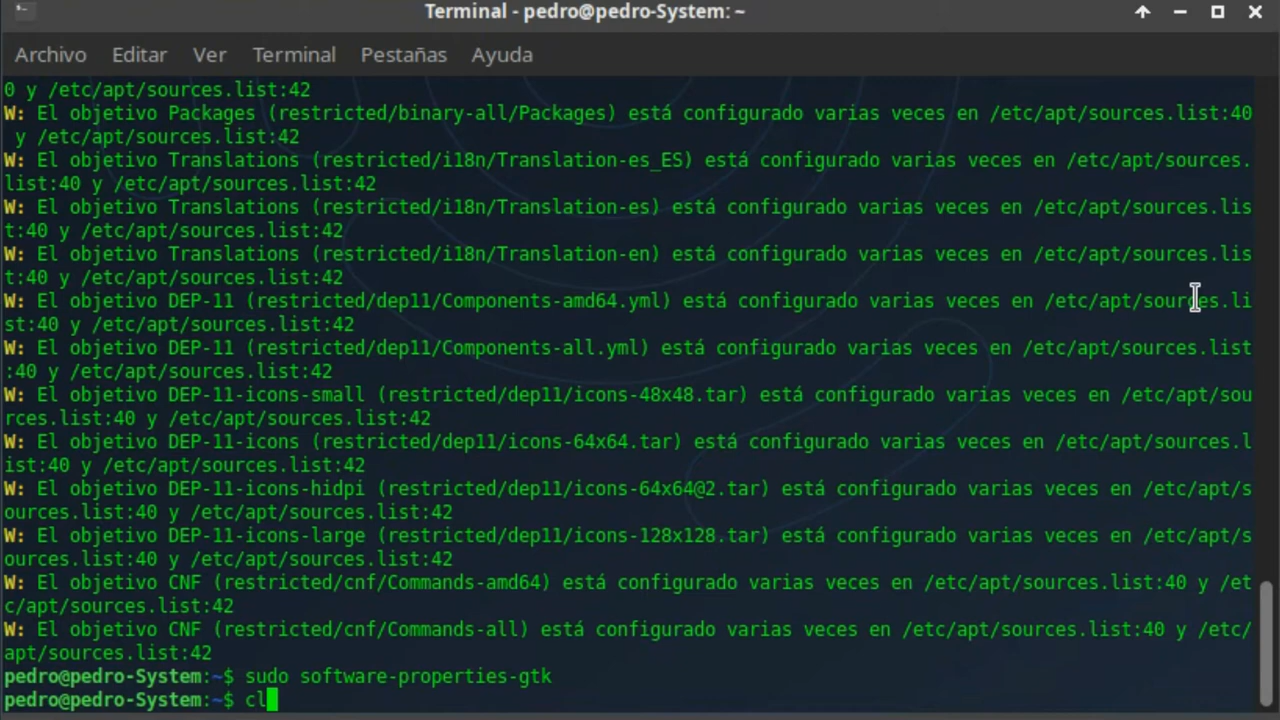 Terminal - pedro@pedro-System: ~
Archivo Editar Ver Terminal Pestañas Ayuda
0 y /etc/apt/sources.list:42
W: El objetivo Packages (restricted/binary-all/Packages) está configurado varias veces en /etc/apt/sources.list:40
 y /etc/apt/sources.list:42
W: El objetivo Translations (restricted/i18n/Translation-es_ES) está configurado varias veces en /etc/apt/sources.
list:40 y /etc/apt/sources.list:42
W: El objetivo Translations (restricted/i18n/Translation-es) está configurado varias veces en /etc/apt/sources.lis
t:40 y /etc/apt/sources.list:42
W: El objetivo Translations (restricted/i18n/Translation-en) está configurado varias veces en /etc/apt/sources.lis
t:40 y /etc/apt/sources.list:42
W: El objetivo DEP-11 (restricted/dep11/Components-amd64.yml) está configurado varias veces en /etc/apt/sources.li
st:40 y /etc/apt/sources.list:42
W: El objetivo DEP-11 (restricted/dep11/Components-all.yml) está configurado varias veces en /etc/apt/sources.list
:40 y /etc/apt/sources.list:42
W: El objetivo DEP-11-icons-small (restricted/dep11/icons-48x48.tar) está configurado varias veces en /etc/apt/sou
rces.list:40 y /etc/apt/sources.list:42
W: El objetivo DEP-11-icons (restricted/dep11/icons-64x64.tar) está configurado varias veces en /etc/apt/sources.l
ist:40 y /etc/apt/sources.list:42
W: El objetivo DEP-11-icons-hidpi (restricted/dep11/icons-64x64@2.tar) está configurado varias veces en /etc/apt/s
ources.list:40 y /etc/apt/sources.list:42
W: El objetivo DEP-11-icons-large (restricted/dep11/icons-128x128.tar) está configurado varias veces en /etc/apt/s
ources.list:40 y /etc/apt/sources.list:42
W: El objetivo CNF (restricted/cnf/Commands-amd64) está configurado varias veces en /etc/apt/sources.list:40 y /et
c/apt/sources.list:42
W: El objetivo CNF (restricted/cnf/Commands-all) está configurado varias veces en /etc/apt/sources.list:40 y /etc/
apt/sources.list:42
pedro@pedro-System:~$ sudo software-properties-gtk
pedro@pedro-System:~$ cl